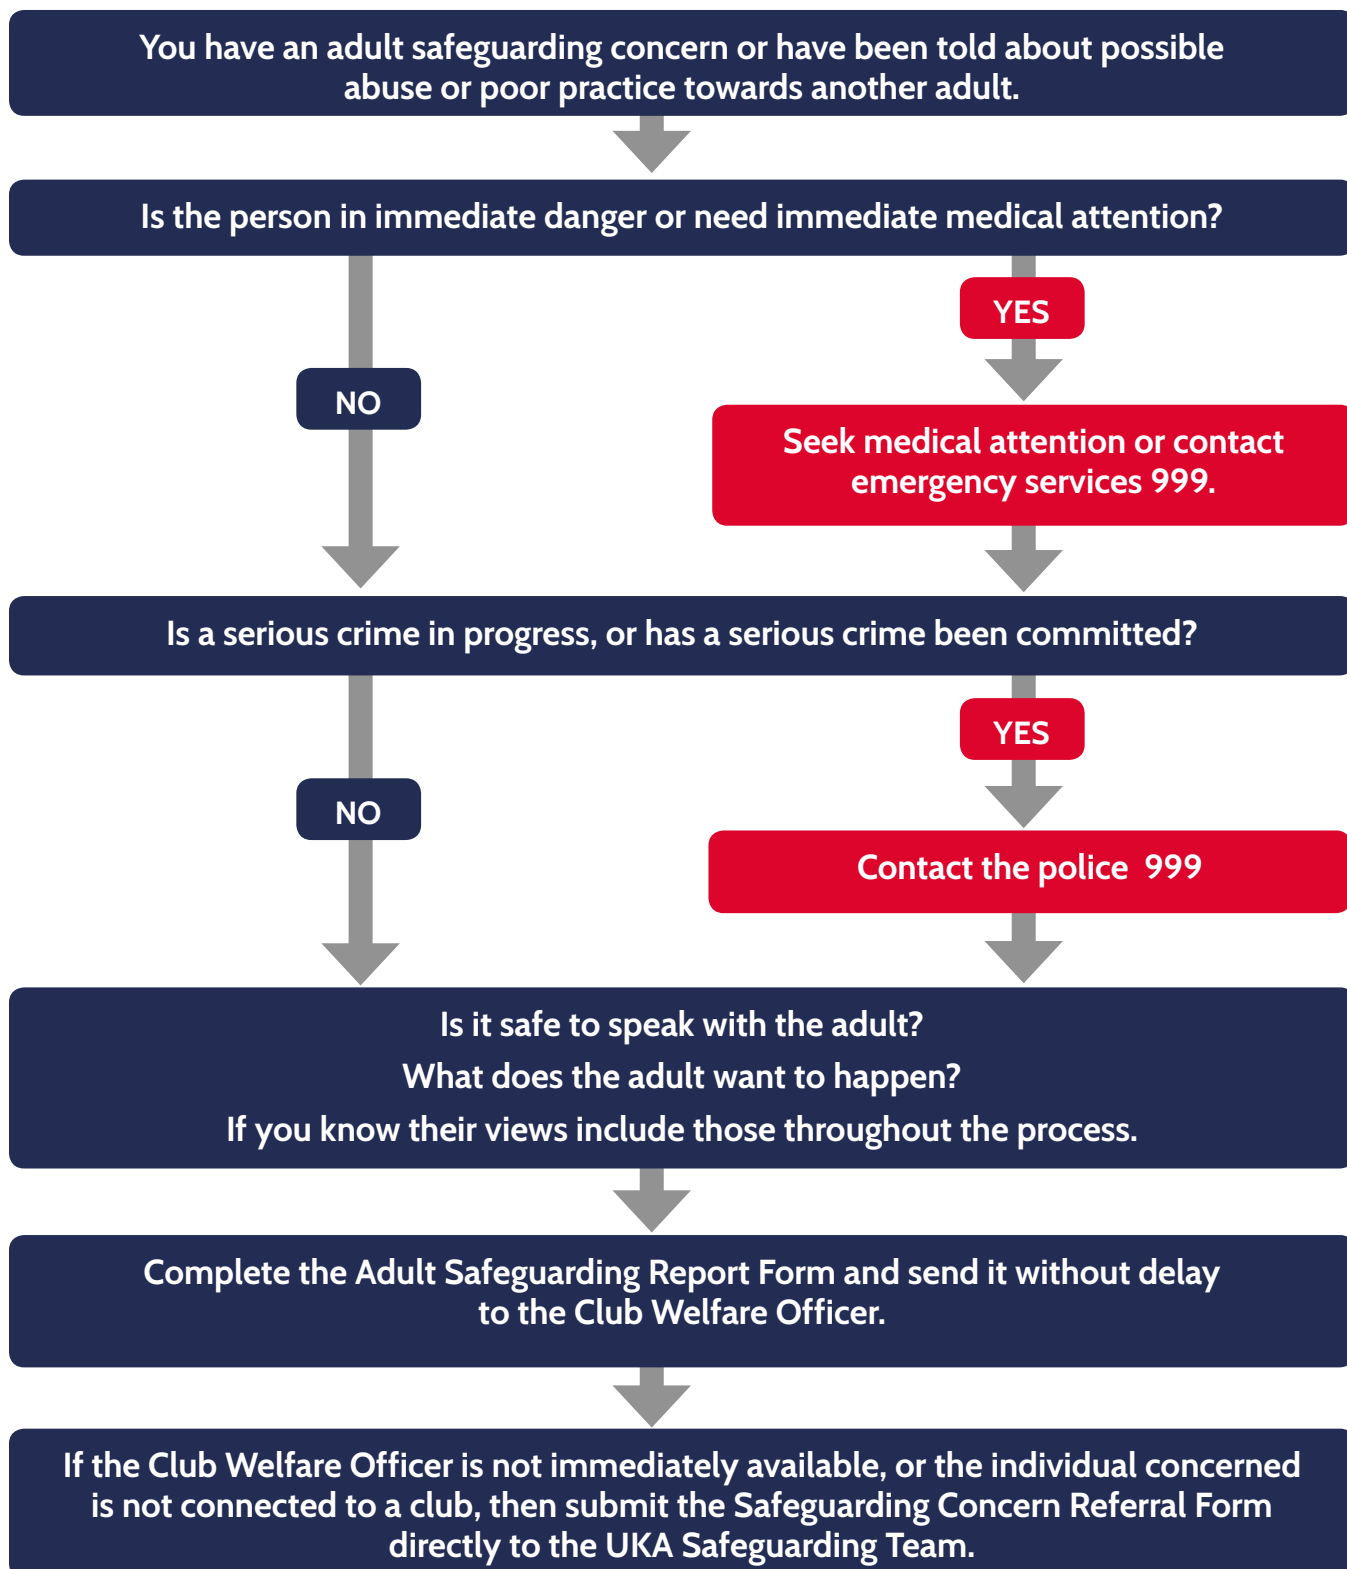 You have an adult safeguarding concern or have been told about possible
abuse or poor practice towards another adult.
Is the person in immediate danger or need immediate medical attention?
YES
NO
Seek medical attention or contact
emergency services 999.
Is a serious crime in progress, or has a serious crime been committed?
YES
NO
Contact the police 999
Is it safe to speak with the adult?
What does the adult want to happen?
If you know their views include those throughout the process.
Complete the Adult Safeguarding Report Form and send it without delay
to the Club Welfare Officer.
If the Club Welfare Officer is not immediately available, or the individual concerned
is not connected to a club, then submit the Safeguarding Concern Referral Form
directly to the UKA Safeguarding Team.